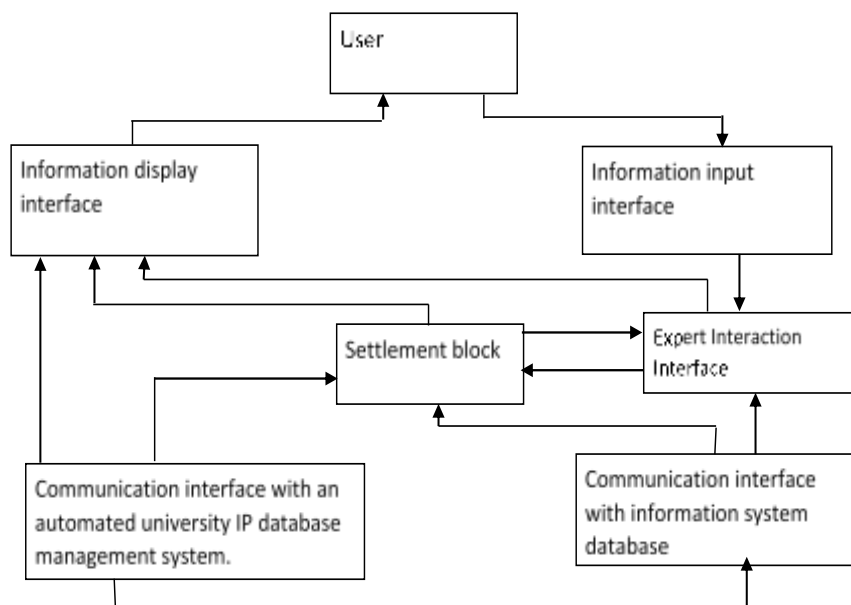 User
Information display
interface
Information input
interface
Settlement block
Expert Interaction
Interface
Communication interface with an
automated university IP database
management system.
Communication interface
with information system
database